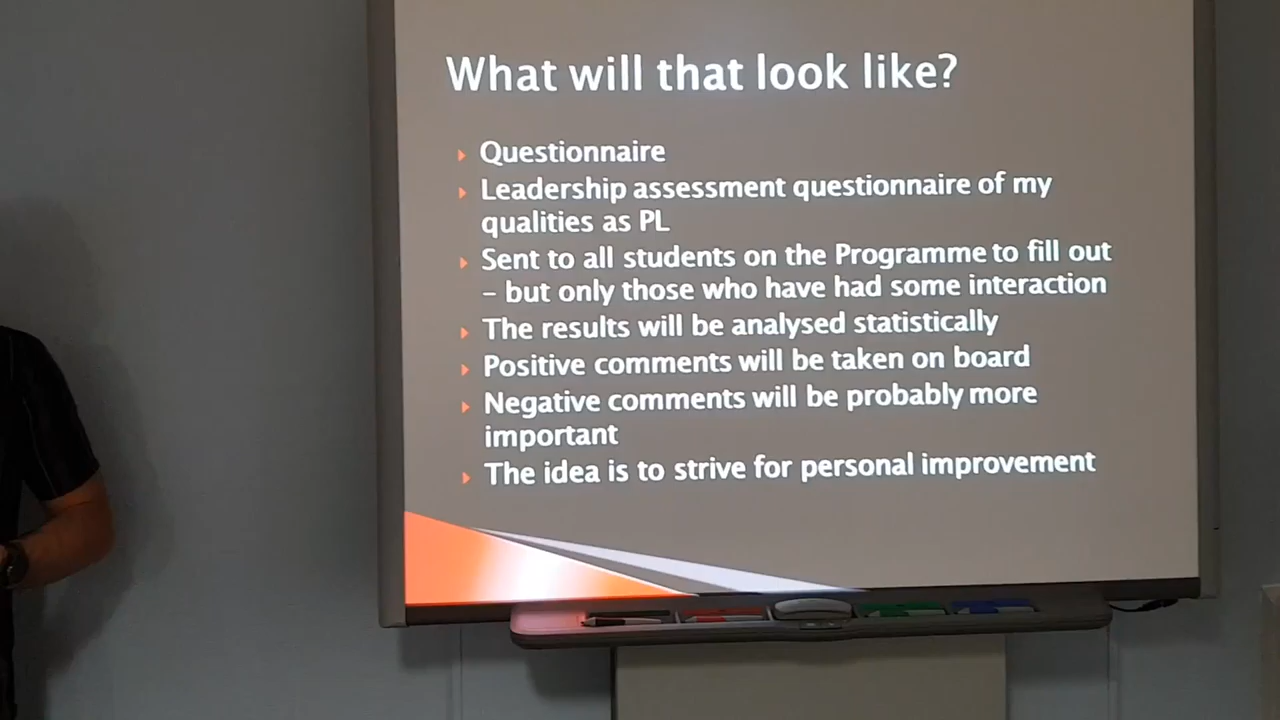 What will that look like?
Questionnaire
Leadership assessment questionnaire of my
qualities as PL
Sent to all students on the Programme to fill out
– but only those who have had some interaction
The results will be analysed statistically
Positive comments will be taken on board
Negative comments will be probably more
important
The idea is to strive for personal improvement